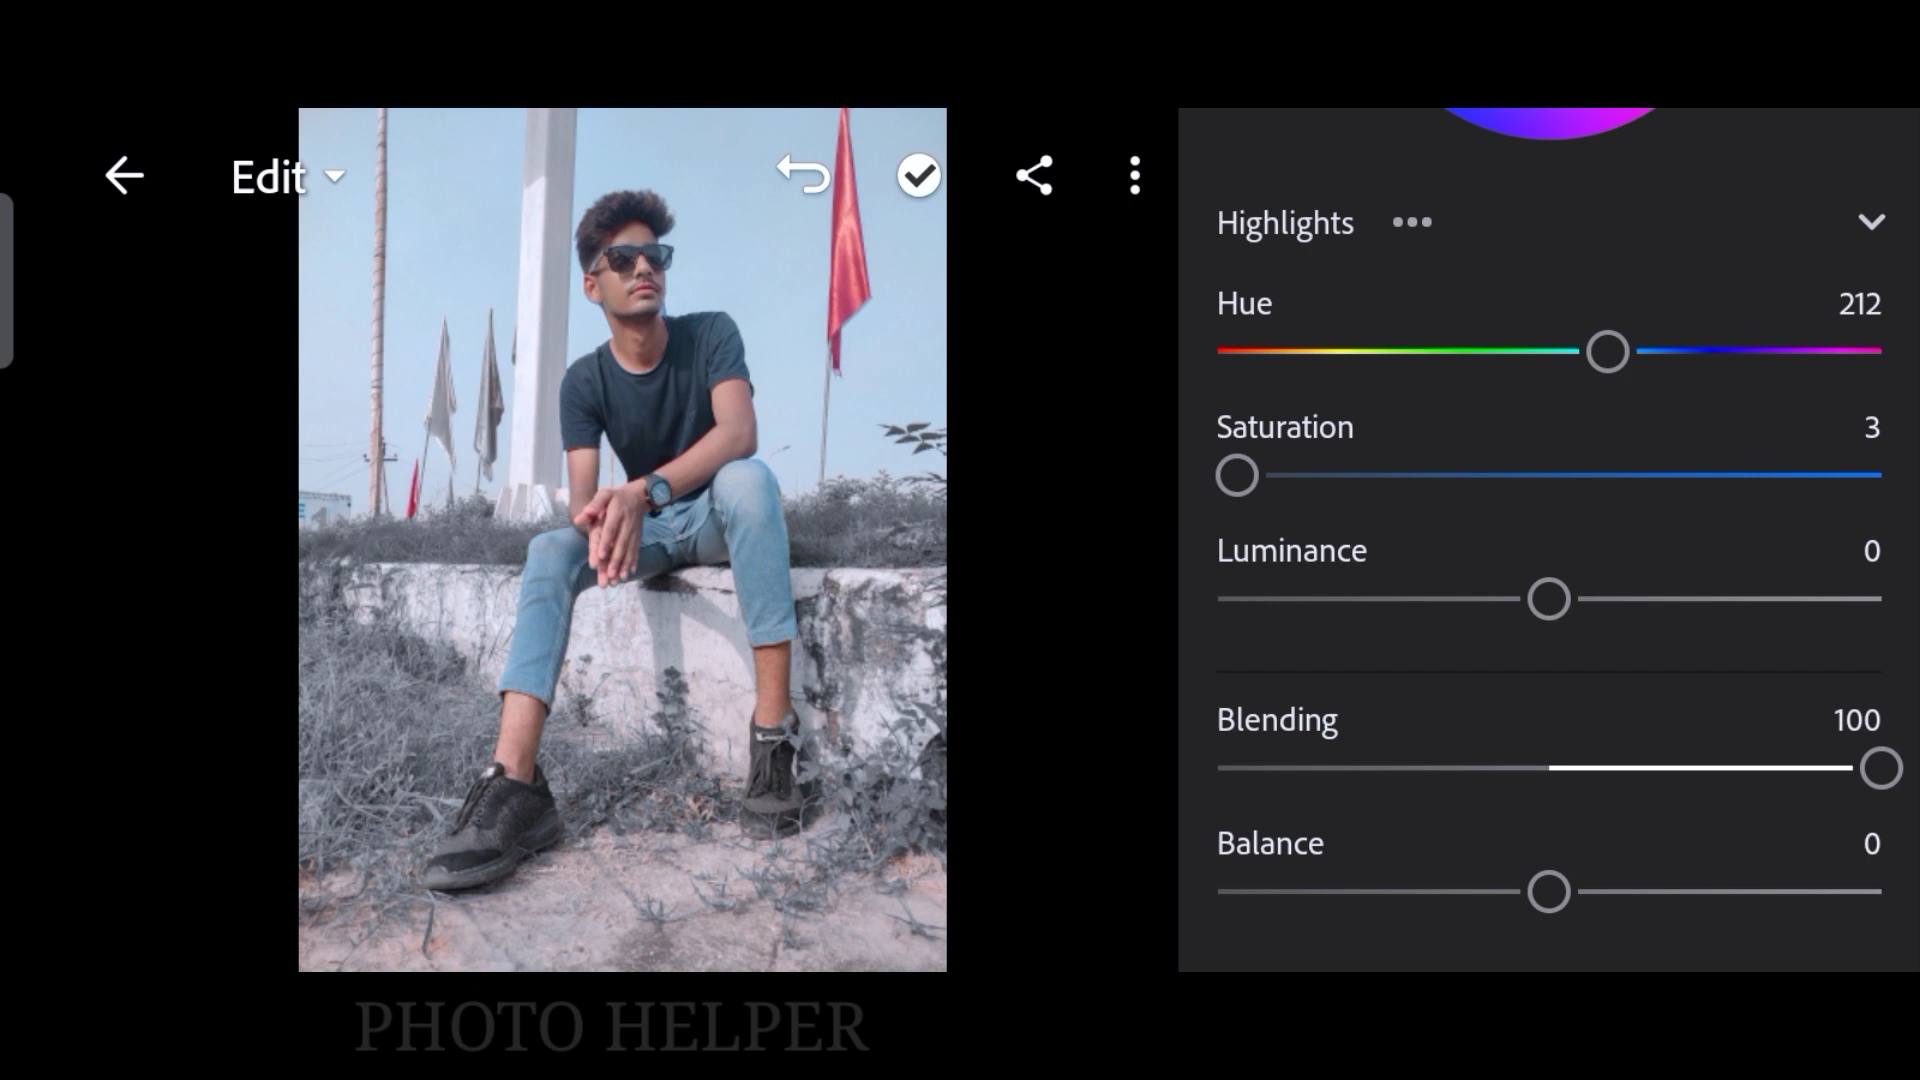 Edit
Highlights
Hue 212
Saturation 3
Luminance 0
Blending 100
Balance 0
PHOTO HELPER